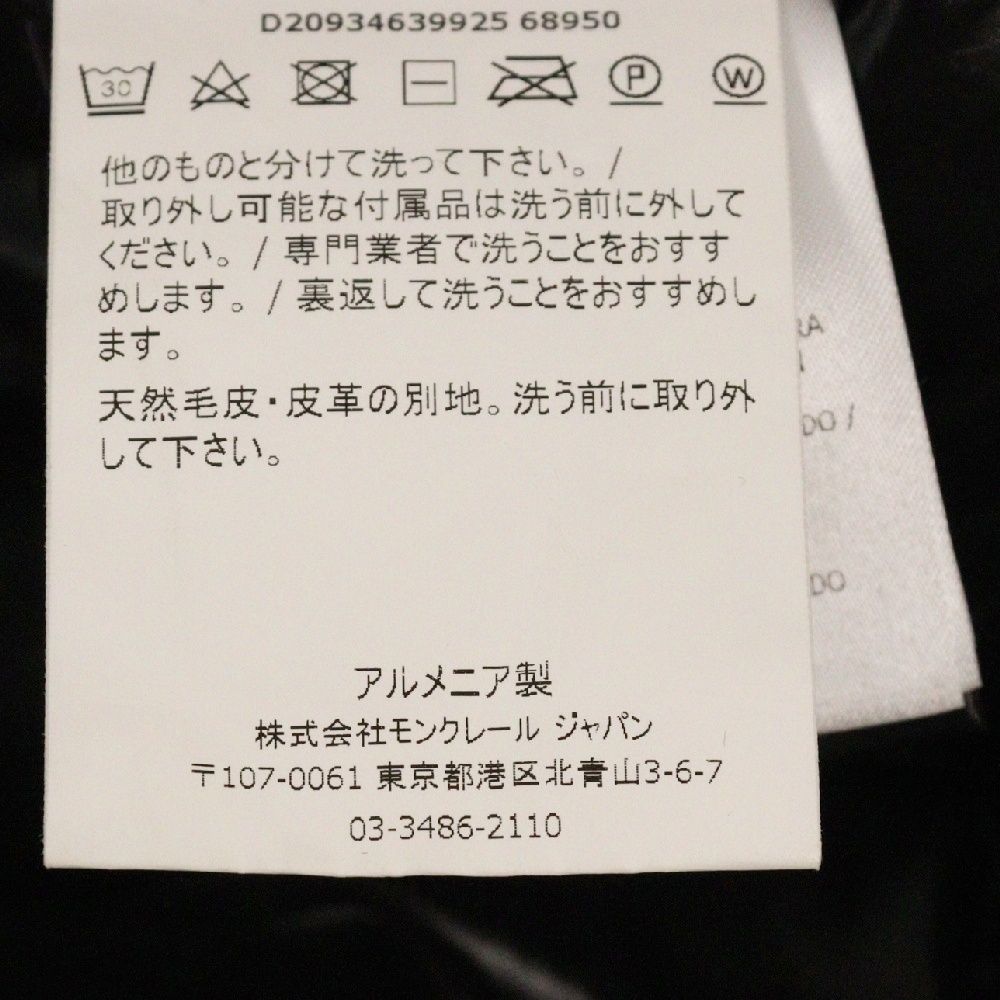 D20934639925 68950
30
P
W
他のものと分けて洗って下さい。/
取り外し可能な付属品は洗う前に外して
ください。/ 専門業者で洗うことをおすす
めします。/ 裏返して洗うことをおすすめし
ます。
天然毛皮・皮革の別地。洗う前に取り外
して下さい。
RA
DO /
DO
アルメニア製
株式会社モンクレール ジャパン
〒107-0061 東京都港区北青山3-6-7
03-3486-2110